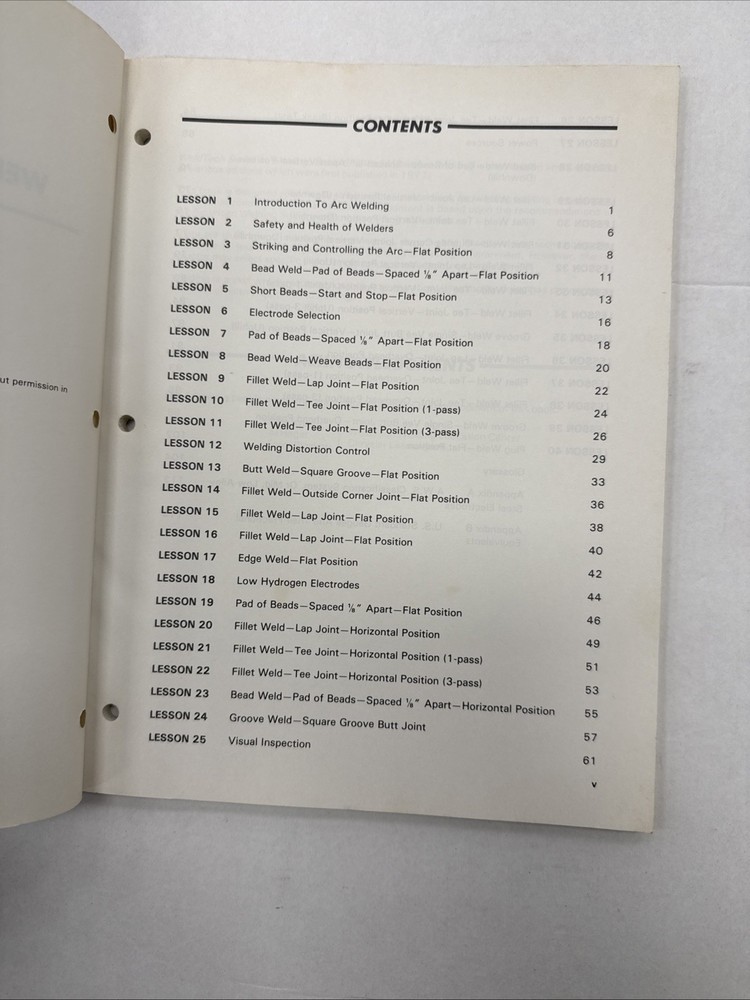 ut permission in
CONTENTS
LESSON 1 Introduction To Arc Welding 1
LESSON 2 Safety and Health of Welders 6
LESSON 3 Striking and Controlling the Arc—Flat Position 8
LESSON 4 Bead Weld—Pad of Beads—Spaced ⅛" Apart—Flat Position 11
LESSON 5 Short Beads—Start and Stop—Flat Position 13
LESSON 6 Electrode Selection 16
LESSON 7 Pad of Beads—Spaced ⅛" Apart—Flat Position 18
LESSON 8 Bead Weld—Weave Beads—Flat Position 20
LESSON 9 Fillet Weld—Lap Joint—Flat Position 22
LESSON 10 Fillet Weld—Tee Joint—Flat Position (1-pass) 24
LESSON 11 Fillet Weld—Tee Joint—Flat Position (3-pass) 26
LESSON 12 Welding Distortion Control 29
LESSON 13 Butt Weld—Square Groove—Flat Position 33
LESSON 14 Fillet Weld—Outside Corner Joint—Flat Position 36
LESSON 15 Fillet Weld—Lap Joint—Flat Position 38
LESSON 16 Fillet Weld—Lap Joint—Flat Position 40
LESSON 17 Edge Weld—Flat Position 42
LESSON 18 Low Hydrogen Electrodes 44
LESSON 19 Pad of Beads—Spaced ⅛" Apart—Flat Position 46
LESSON 20 Fillet Weld—Lap Joint—Horizontal Position 49
LESSON 21 Fillet Weld—Tee Joint—Horizontal Position (1-pass) 51
LESSON 22 Fillet Weld—Tee Joint—Horizontal Position (3-pass) 53
LESSON 23 Bead Weld—Pad of Beads—Spaced ⅛" Apart—Horizontal Position 55
LESSON 24 Groove Weld—Square Groove Butt Joint 57
LESSON 25 Visual Inspection 61
v